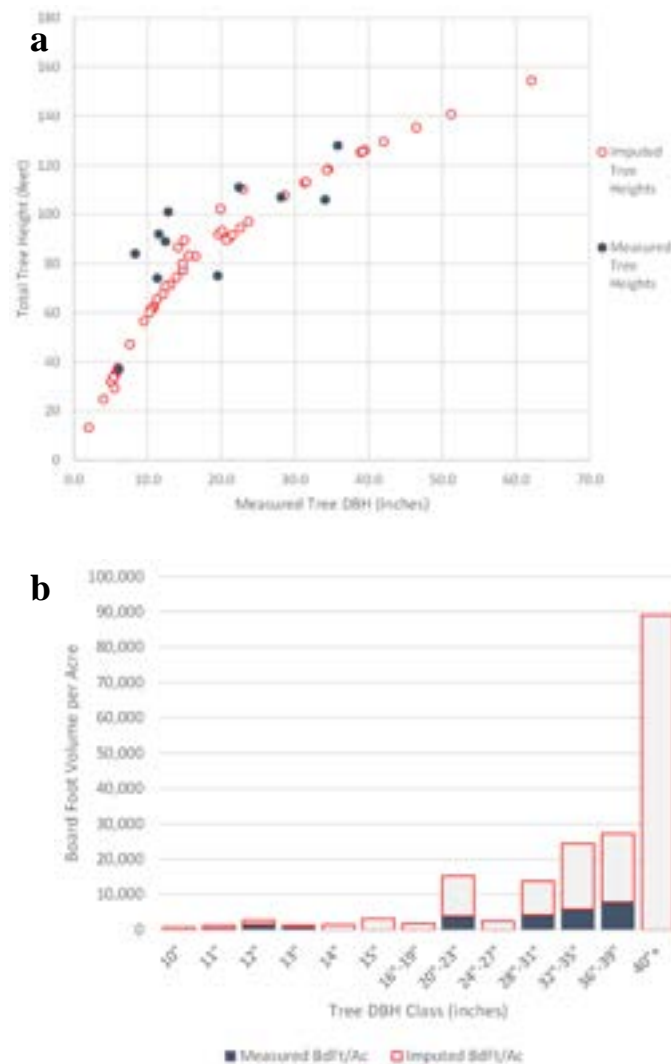 a
180
160
140
120
100
80
60
40
20
0
Total Tree Height (feet)
0.0 10.0 20.0 30.0 40.0 50.0 60.0 70.0
Measured Tree DBH (inches)
Imputed
Tree
Heights
Measured
Tree
Heights
b
100,000
90,000
80,000
70,000
60,000
50,000
40,000
30,000
20,000
10,000
0
Board Foot Volume per Acre
10" 11" 12" 13" 14" 15" 16"-19" 20"-23" 24"-27" 28"-31" 32"-35" 36"-39" 40"+
Tree DBH Class (inches)
Measured BdFt/Ac Imputed BdFt/Ac